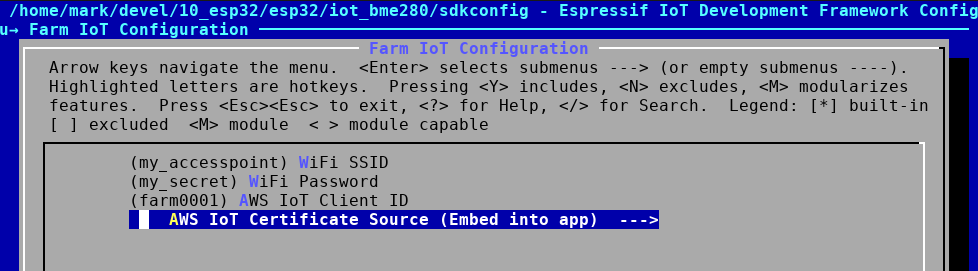 /home/mark/devel/10_esp32/esp32/iot_bme280/sdkconfig - Espressif IoT Development Framework Config
u→ Farm IoT Configuration
Farm IoT Configuration
Arrow keys navigate the menu.  <Enter> selects submenus ---> (or empty submenus ----).
Highlighted letters are hotkeys.  Pressing <Y> includes, <N> excludes, <M> modularizes
features.  Press <Esc><Esc> to exit, <?> for Help, </> for Search.  Legend: [*] built-in
[ ] excluded  <M> module  < > module capable
(my_accesspoint) WiFi SSID
(my_secret) WiFi Password
(farm0001) AWS IoT Client ID
AWS IoT Certificate Source (Embed into app)  --->